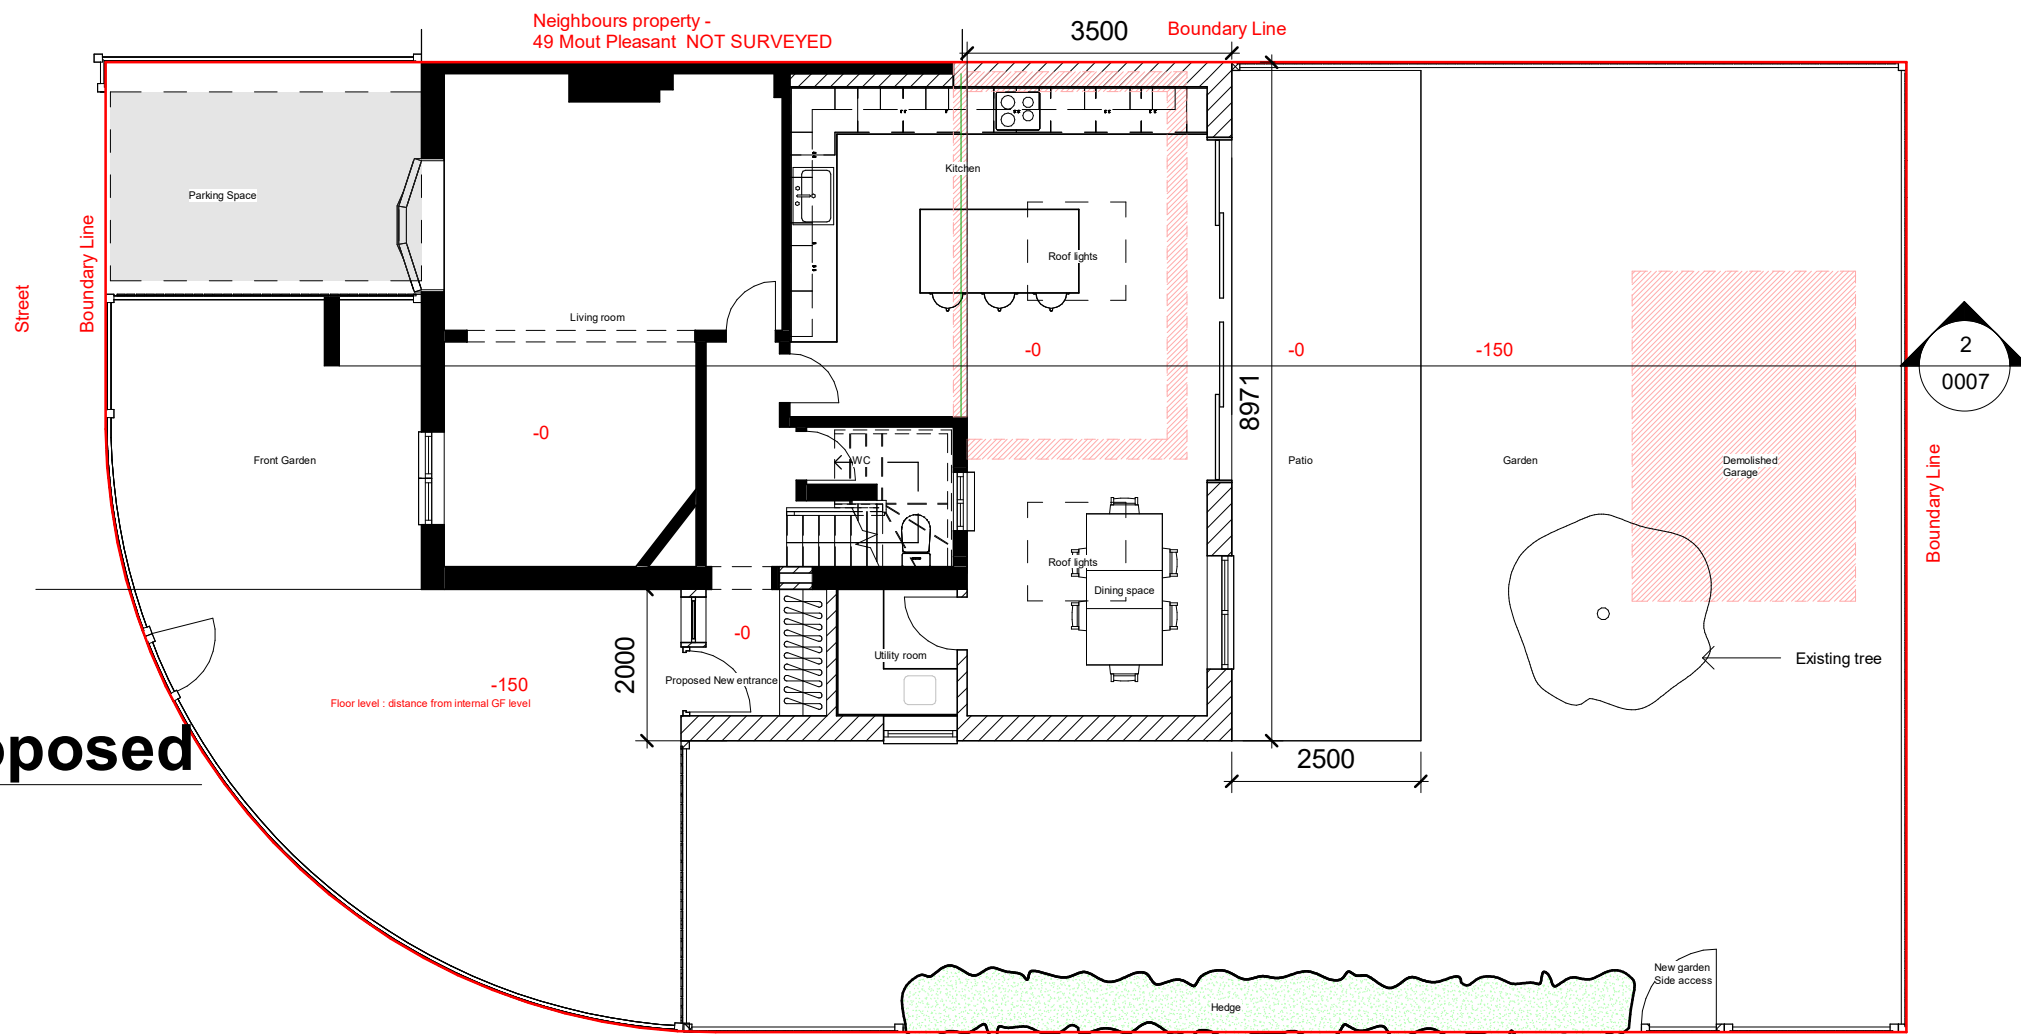 Neighbours property -
49 Mout Pleasant  NOT SURVEYED
3500
Boundary Line
Parking Space
Kitchen
Street
Boundary Line
Roof lights
Living room
-0
-0
-150
2
0007
8971
-0
Front Garden
WC
Patio
Garden
Demolished
Garage
Boundary Line
Roof lights
Dining space
-0
2000
Utility room
Existing tree
Proposed New entrance
-150
Floor level : distance from internal GF level
oposed
2500
New garden
Side access
Hedge